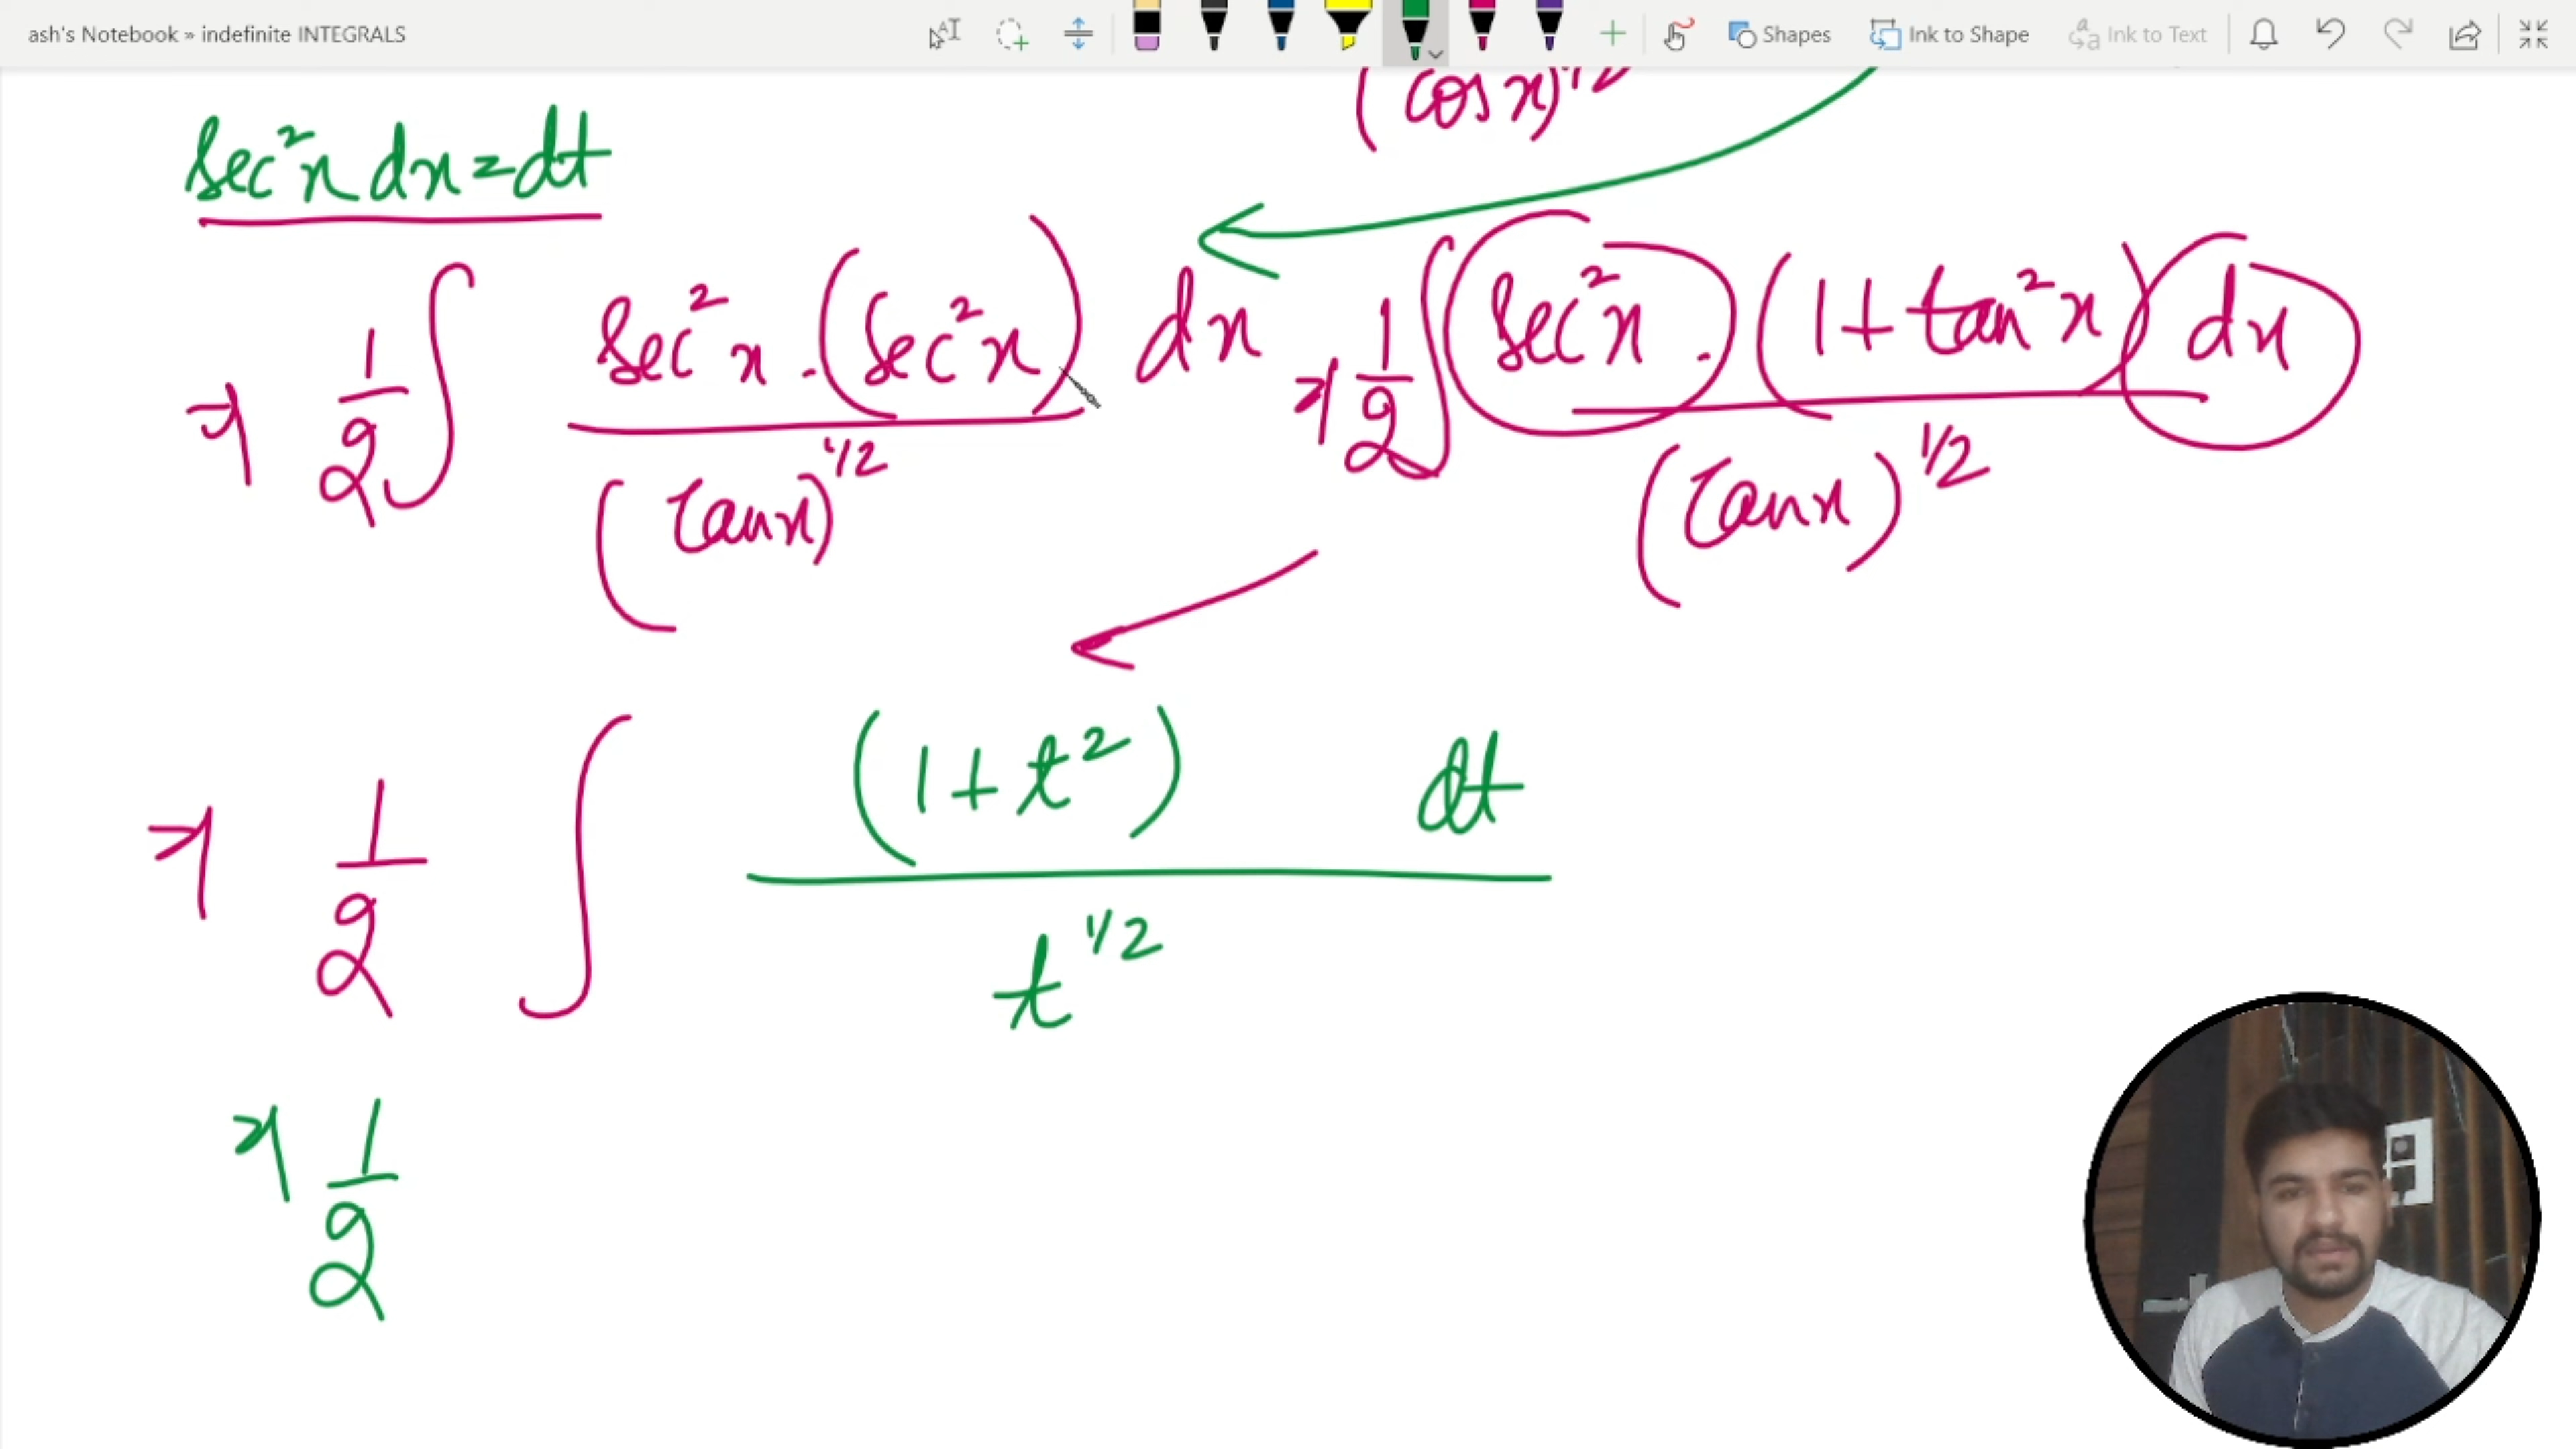 ash's Notebook » indefinite INTEGRALS
Shapes
Ink to Shape
Ink to Text
(cos x)^1/2
sec²x dx = dt
⇒ 1/2 ∫ sec²x . (sec²x) / (tan x)^1/2 dx
⇒ 1/2 ∫ sec²x . (1 + tan²x) dx / (tan x)^1/2
⇒ 1/2 ∫ (1 + t²) dt / t^1/2
⇒ 1/2